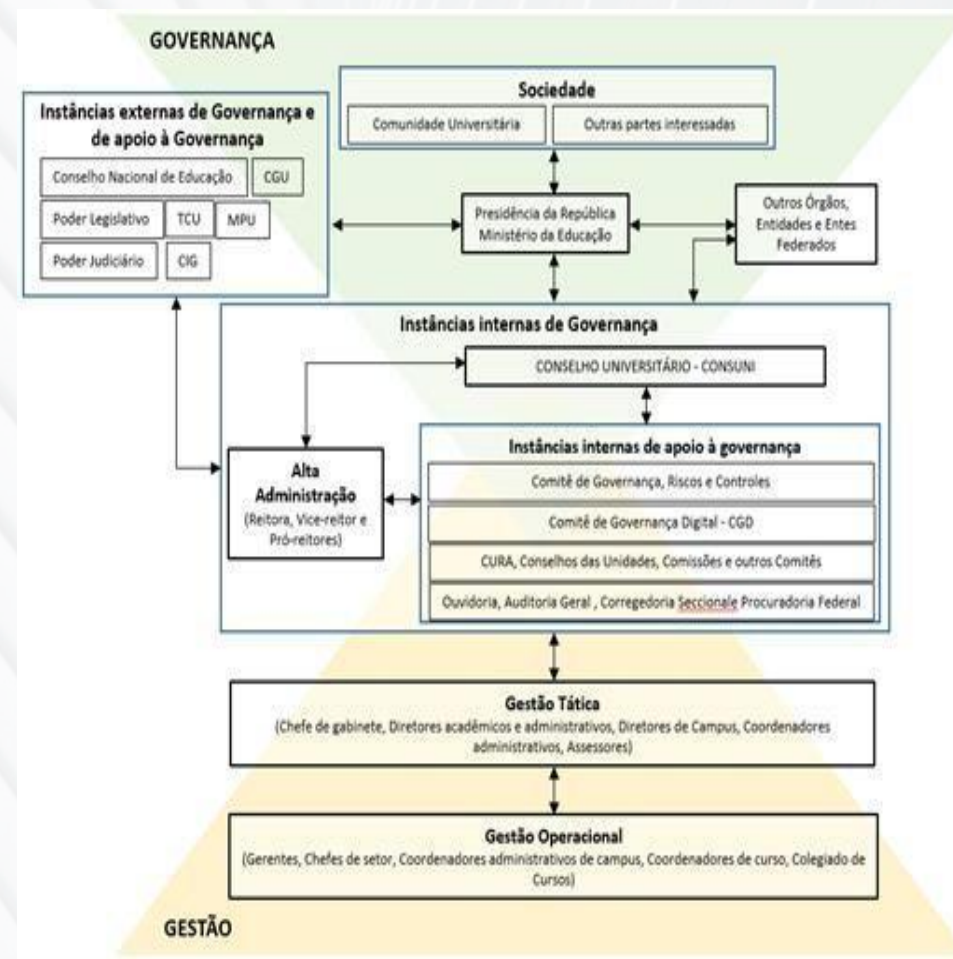 GOVERNANÇA
Sociedade
Comunidade Universitária
Outras partes interessadas
Instâncias externas de Governança e
de apoio à Governança
Conselho Nacional de Educação
CGU
Poder Legislativo
TCU
MPU
Poder Judiciário
CIG
Presidência da República
Ministério da Educação
Outros Órgãos,
Entidades e Entes
Federados
Instâncias internas de Governança
CONSELHO UNIVERSITÁRIO - CONSUNI
Alta
Administração
(Reitora, Vice-reitor e
Pró-reitores)
Instâncias internas de apoio à governança
Comitê de Governança, Riscos e Controles
Comitê de Governança Digital - CGD
CURA, Conselhos das Unidades, Comissões e outros Comitês
Ouvidoria, Auditoria Geral , Corregedoria Seccionale Procuradoria Federal
Gestão Tática
(Chefe de gabinete, Diretores acadêmicos e administrativos, Diretores de Campus, Coordenadores
administrativos, Assessores)
Gestão Operacional
(Gerentes, Chefes de setor, Coordenadores administrativos de campus, Coordenadores de curso, Colegiado de
Cursos)
GESTÃO